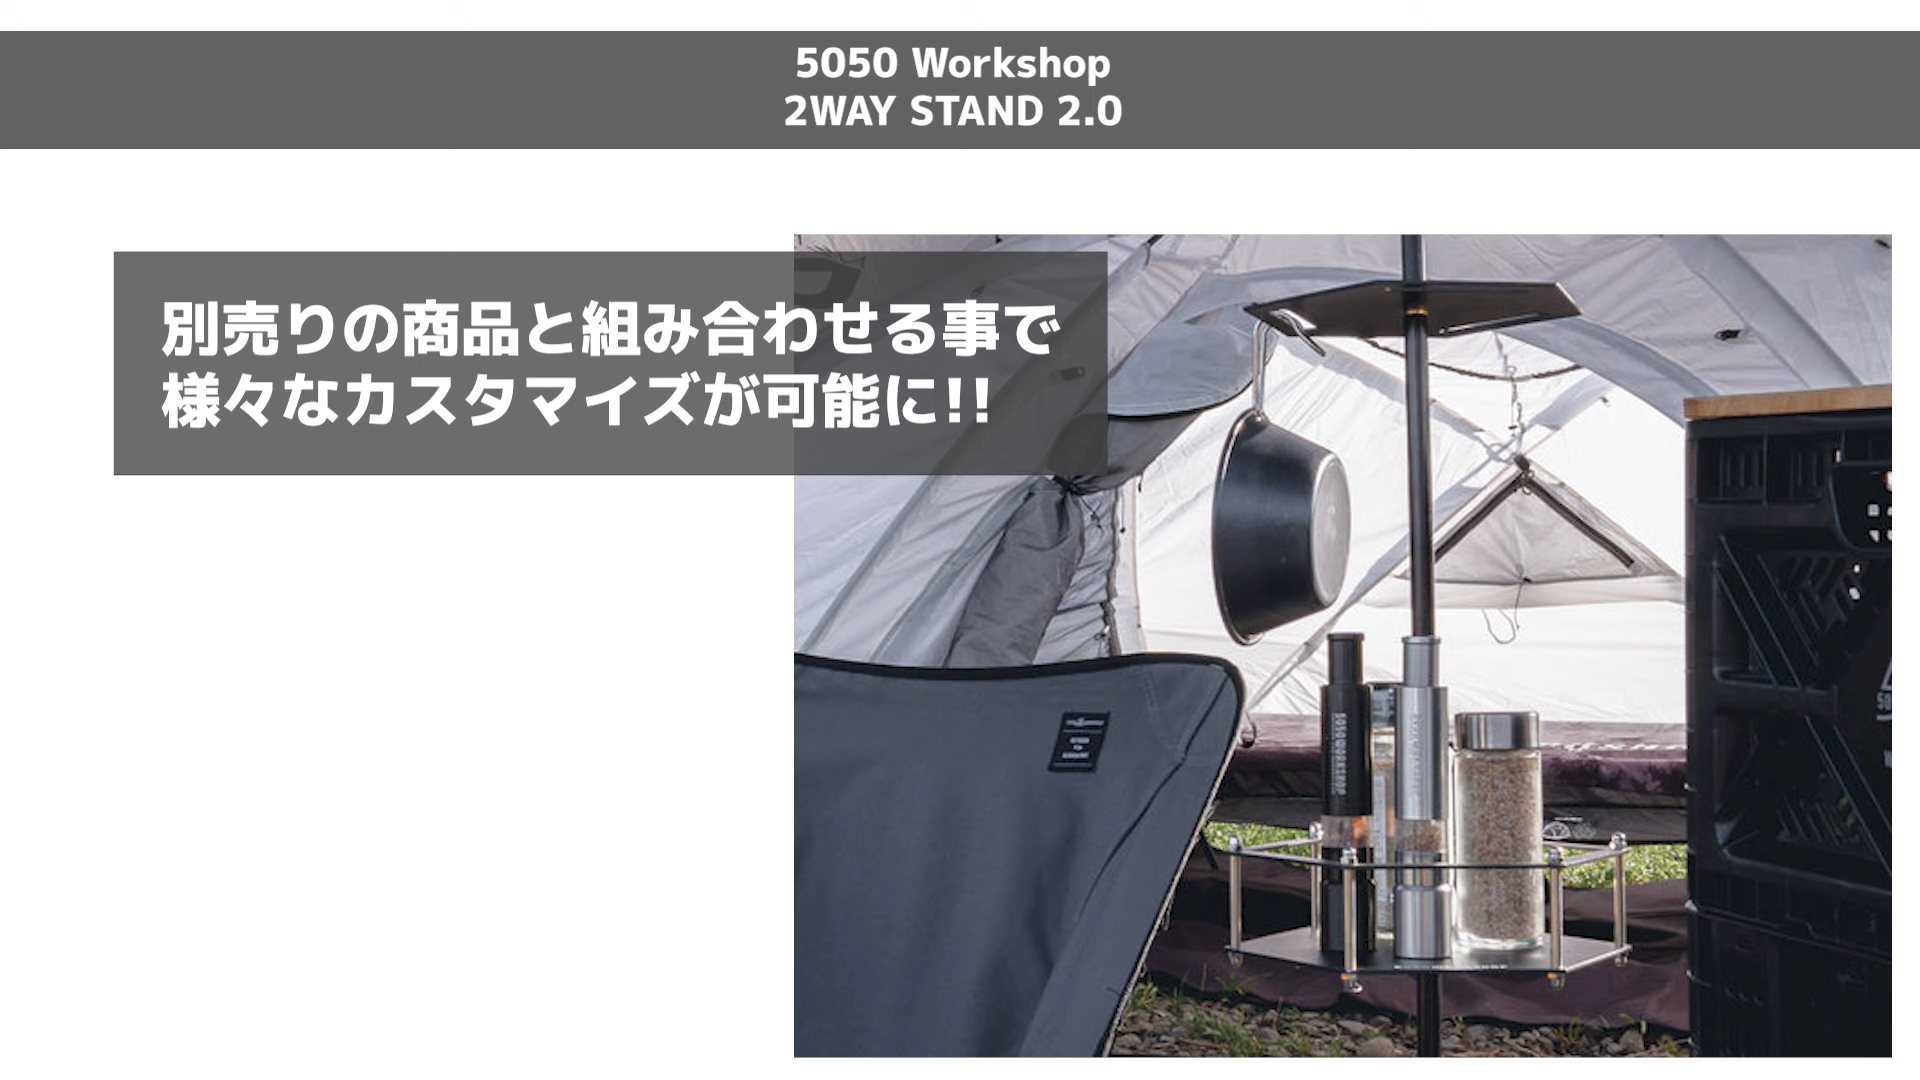 5050 Workshop
2WAY STAND 2.0
別売りの商品と組み合わせる事で
様々なカスタマイズが可能に!!
5050WORKSHOP